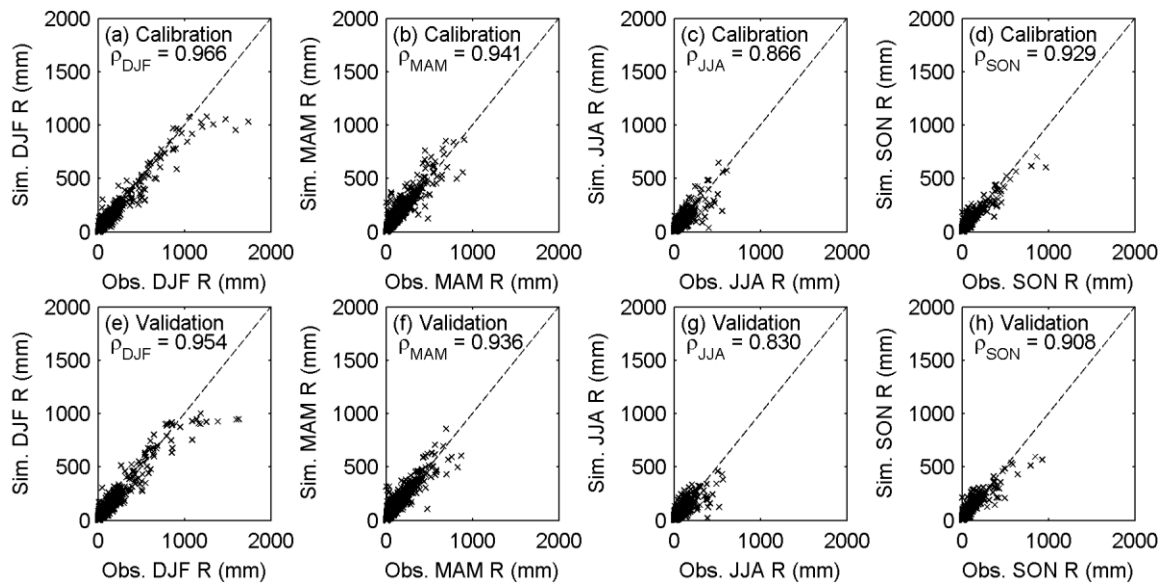 2000
1500
1000
500
0
Sim. DJF R (mm)
(a) Calibration
ρDJF = 0.966
0 1000 2000
Obs. DJF R (mm)
2000
1500
1000
500
0
Sim. MAM R (mm)
(b) Calibration
ρMAM = 0.941
0 1000 2000
Obs. MAM R (mm)
2000
1500
1000
500
0
Sim. JJA R (mm)
(c) Calibration
ρJJA = 0.866
0 1000 2000
Obs. JJA R (mm)
2000
1500
1000
500
0
Sim. SON R (mm)
(d) Calibration
ρSON = 0.929
0 1000 2000
Obs. SON R (mm)
2000
1500
1000
500
0
Sim. DJF R (mm)
(e) Validation
ρDJF = 0.954
0 1000 2000
Obs. DJF R (mm)
2000
1500
1000
500
0
Sim. MAM R (mm)
(f) Validation
ρMAM = 0.936
0 1000 2000
Obs. MAM R (mm)
2000
1500
1000
500
0
Sim. JJA R (mm)
(g) Validation
ρJJA = 0.830
0 1000 2000
Obs. JJA R (mm)
2000
1500
1000
500
0
Sim. SON R (mm)
(h) Validation
ρSON = 0.908
0 1000 2000
Obs. SON R (mm)